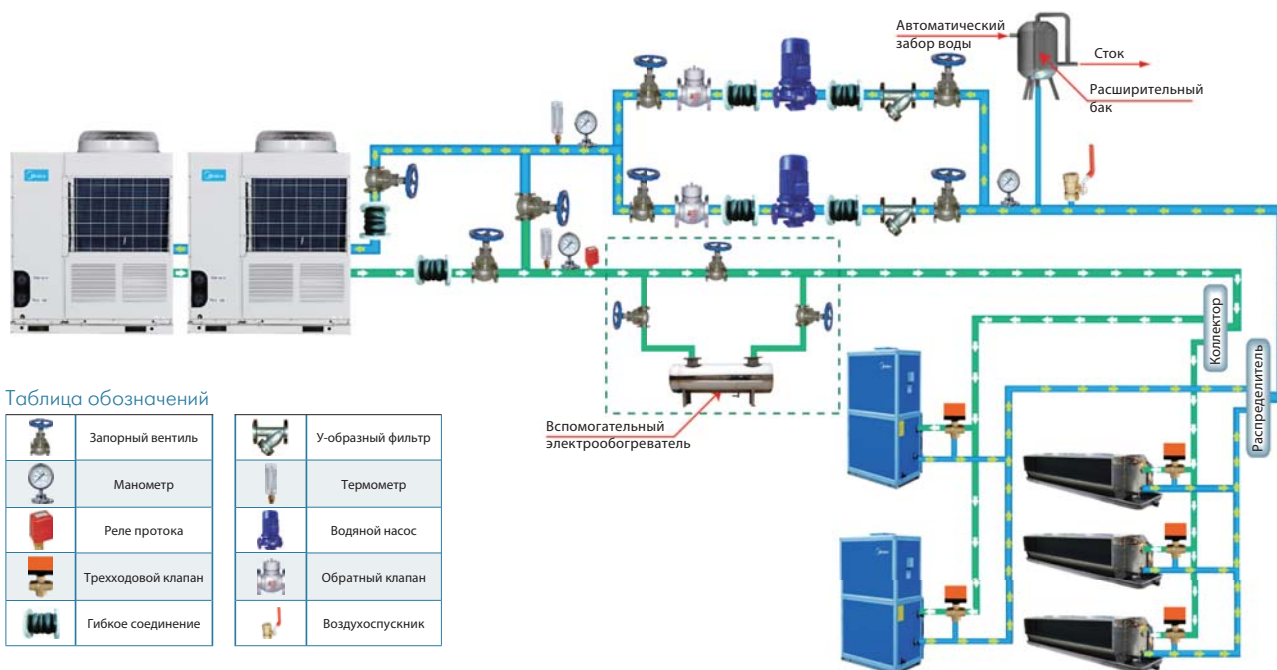 Автоматический
забор воды
Сток
Расширительный
бак
Коллектор
Распределитель
Вспомогательный
электрообогреватель
Таблица обозначений
Запорный вентиль
У-образный фильтр
Манометр
Термометр
Реле протока
Водяной насос
Трехходовой клапан
Обратный клапан
Гибкое соединение
Воздухоспускник